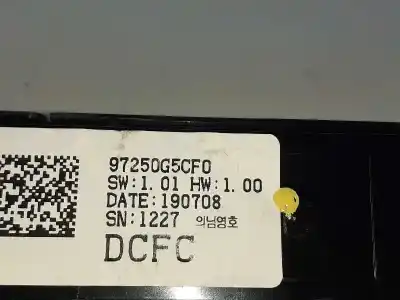 97250G5CF0
SW:1.01 HW:1.00
DATE:190708
SN:1227 의님영호
DCFC